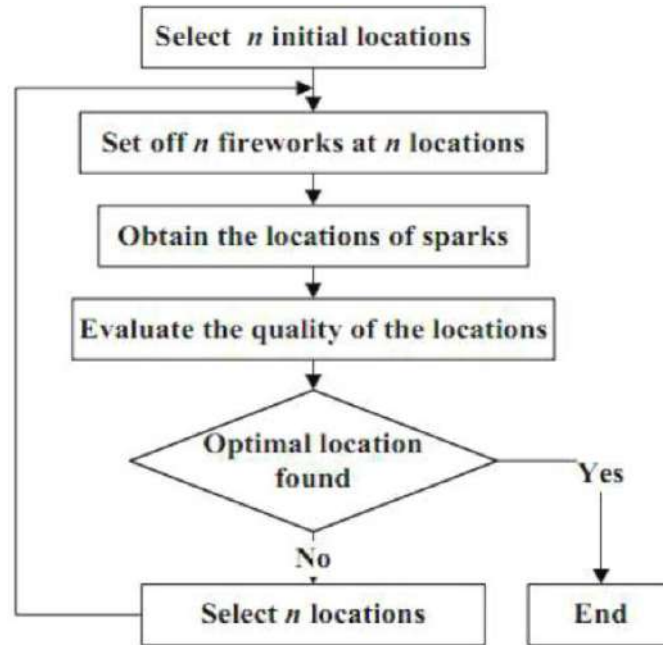 Select n initial locations
Set off n fireworks at n locations
Obtain the locations of sparks
Evaluate the quality of the locations
Optimal location
found
Yes
No
Select n locations
End